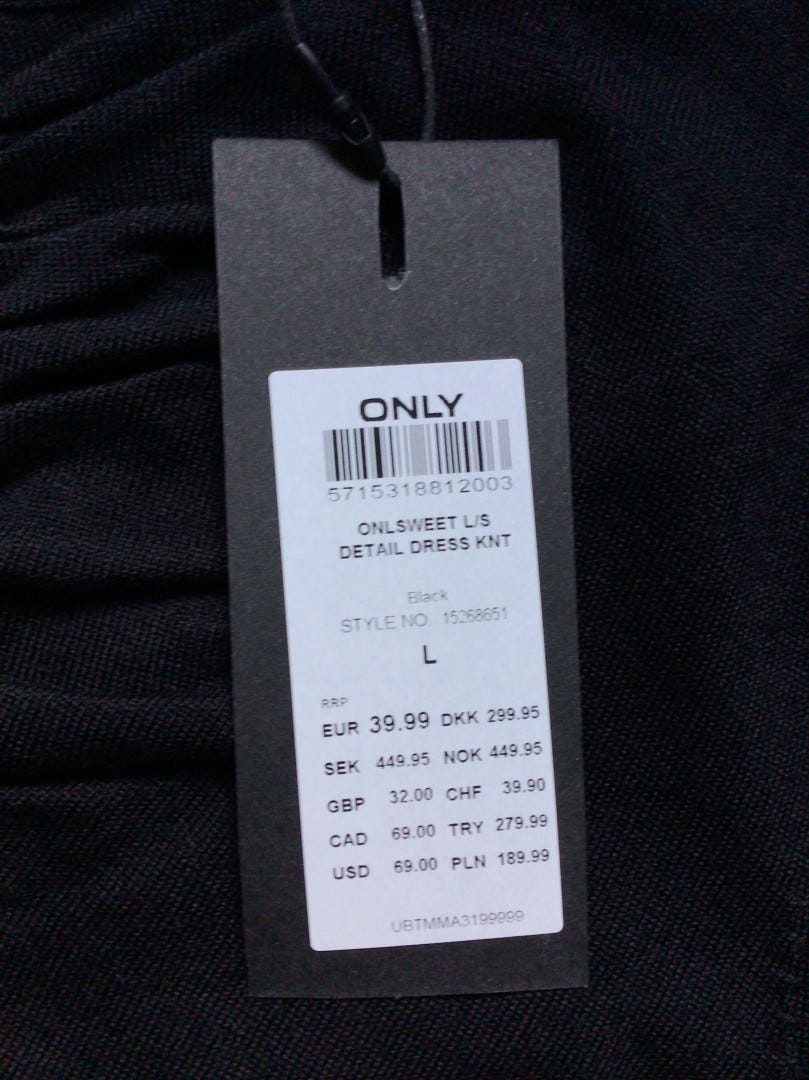 ONLY
5715318812003
ONLSWEET L/S
DETAIL DRESS KNT
Black
STYLE NO. 15268651
L
RRP
EUR 39.99 DKK 299.95
SEK 449.95 NOK 449.95
GBP 32.00 CHF 39.90
CAD 69.00 TRY 279.99
USD 69.00 PLN 189.99
UBTMMA3199999